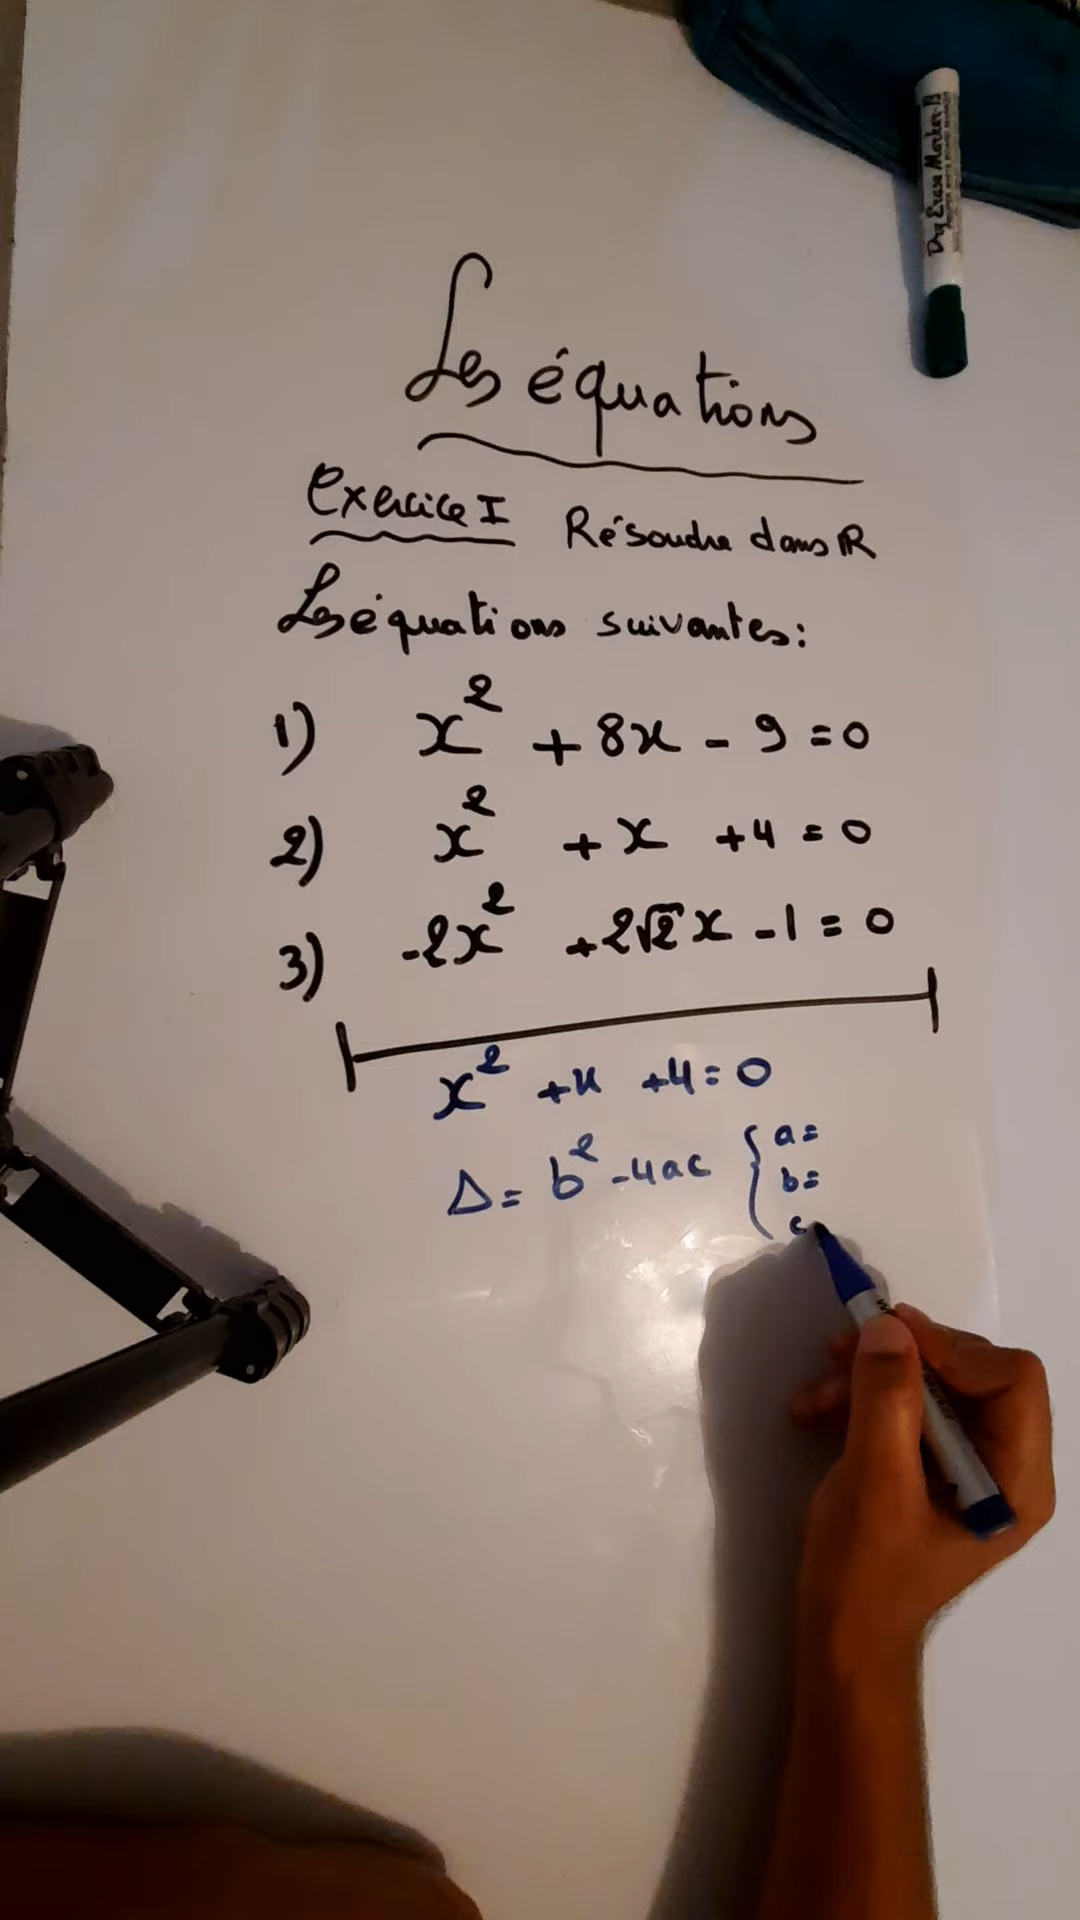 Les équations
Exercice I Résoudre dans ℝ
Les équations suivantes:
1) x² + 8x - 9 = 0
2) x² + x + 4 = 0
3) -2x² + 2√2 x - 1 = 0
x² + x + 4 = 0
Δ = b² - 4ac { a =
b =
c
Dry Erase Marker-B